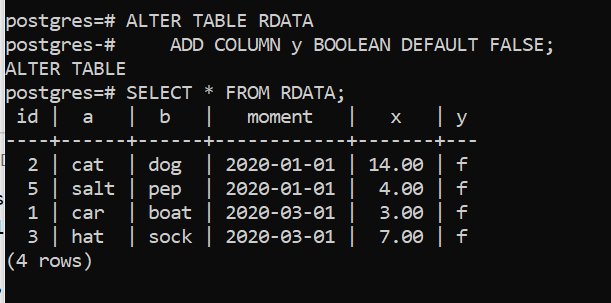 postgres=# ALTER TABLE RDATA
postgres-#     ADD COLUMN y BOOLEAN DEFAULT FALSE;
ALTER TABLE
postgres=# SELECT * FROM RDATA;
 id |  a   |  b   |   moment   |   x   | y
----+------+------+------------+-------+---
  2 | cat  | dog  | 2020-01-01 | 14.00 | f
  5 | salt | pep  | 2020-01-01 |  4.00 | f
  1 | car  | boat | 2020-03-01 |  3.00 | f
  3 | hat  | sock | 2020-03-01 |  7.00 | f
(4 rows)